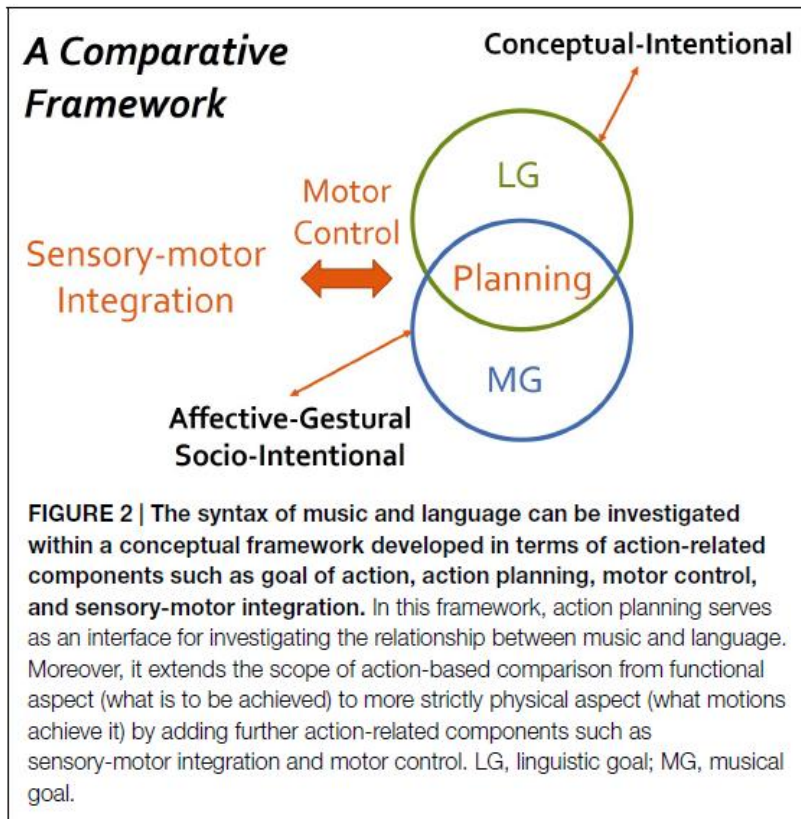 A Comparative
Framework
Conceptual-Intentional
LG
Motor
Control
Sensory-motor
Integration
Planning
MG
Affective-Gestural
Socio-Intentional
FIGURE 2 | The syntax of music and language can be investigated
within a conceptual framework developed in terms of action-related
components such as goal of action, action planning, motor control,
and sensory-motor integration. In this framework, action planning serves
as an interface for investigating the relationship between music and language.
Moreover, it extends the scope of action-based comparison from functional
aspect (what is to be achieved) to more strictly physical aspect (what motions
achieve it) by adding further action-related components such as
sensory-motor integration and motor control. LG, linguistic goal; MG, musical
goal.